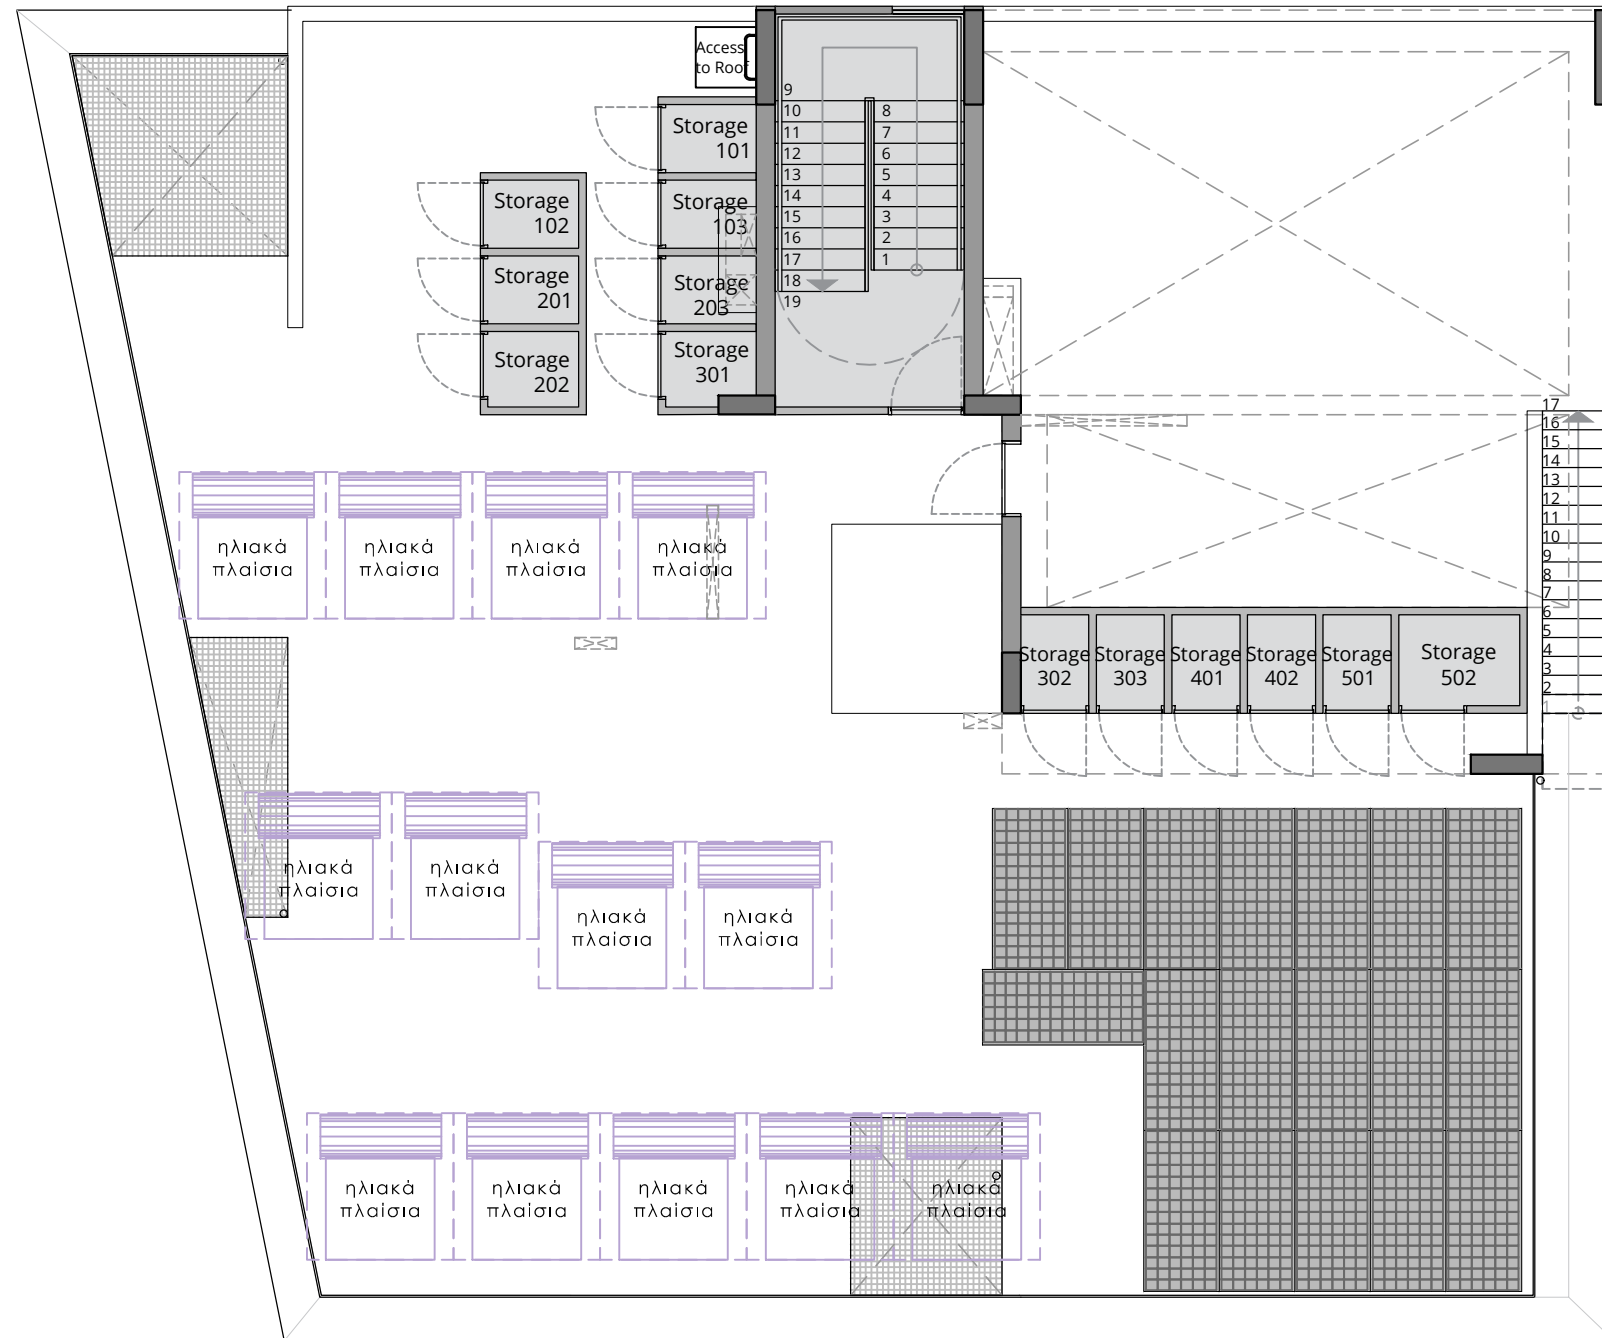 Access
to Roof
Storage
101
Storage
103
Storage
203
Storage
301
Storage
102
Storage
201
Storage
202
9
10
11
12
13
14
15
16
17
18
19
8
7
6
5
4
3
2
1
17
16
15
14
13
12
11
10
9
8
7
6
5
4
3
2
1
Storage
302
Storage
303
Storage
401
Storage
402
Storage
501
Storage
502
ηλιακά
πλαίσια
ηλιακά
πλαίσια
ηλιακά
πλαίσια
ηλιακά
πλαίσια
ηλιακά
πλαίσια
ηλιακά
πλαίσια
ηλιακά
πλαίσια
ηλιακά
πλαίσια
ηλιακά
πλαίσια
ηλιακά
πλαίσια
ηλιακά
πλαίσια
ηλιακά
πλαίσια
ηλιακά
πλαίσια